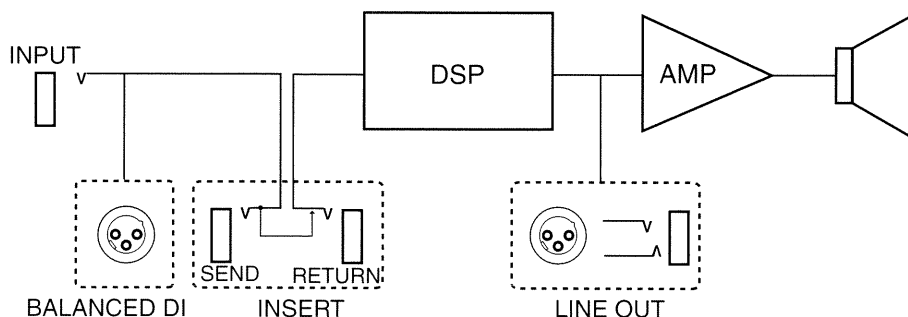 INPUT
DSP
AMP
SEND
RETURN
BALANCED DI
INSERT
LINE OUT